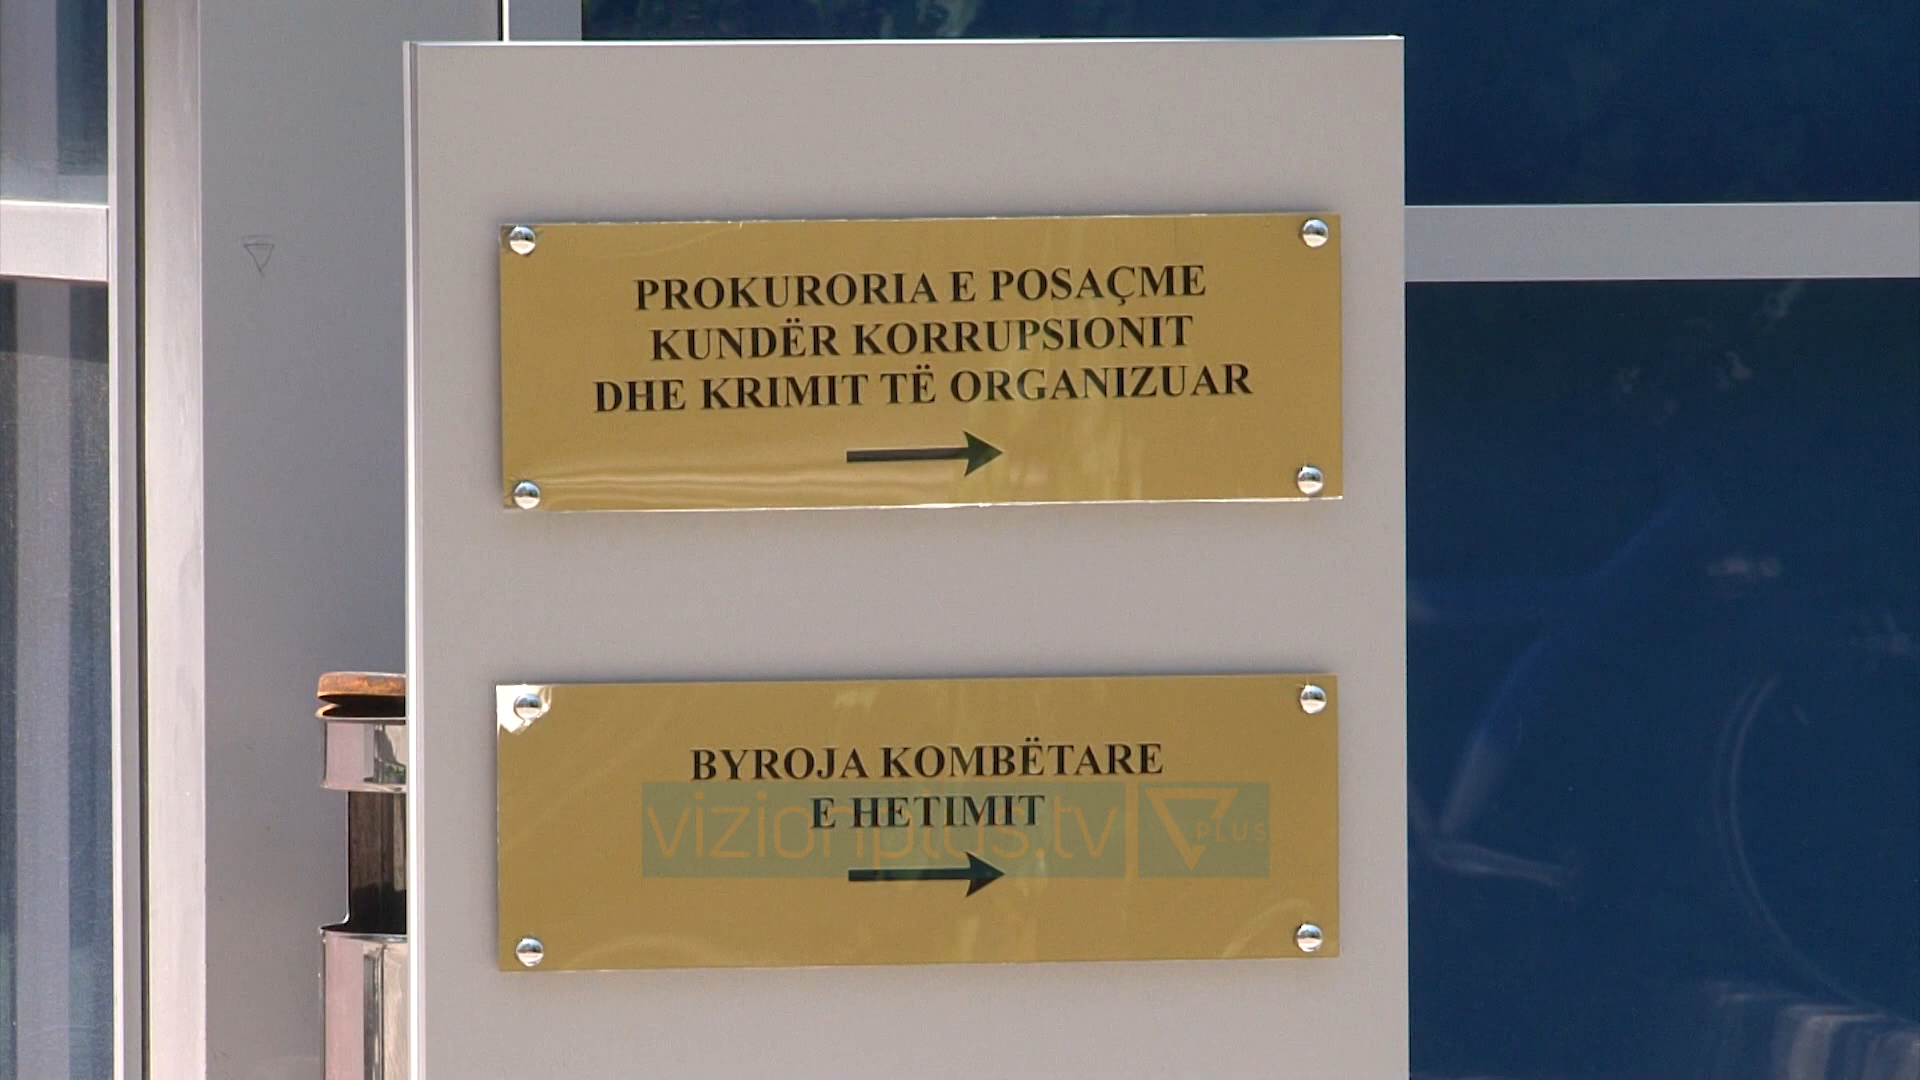 PROKURORIA E POSAÇME
KUNDËR KORRUPSIONIT
DHE KRIMIT TË ORGANIZUAR
BYROJA KOMBËTARE
E HETIMIT
vizionplus.tv PLUS